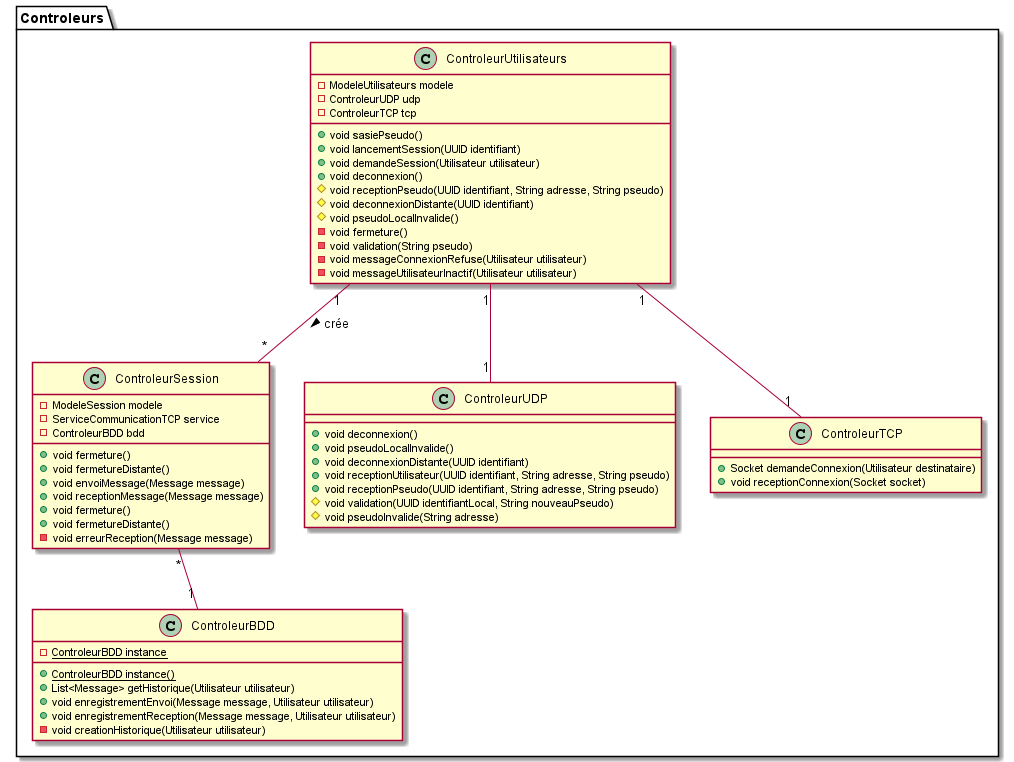 Controleurs
C ControleurUtilisateurs
ModeleUtilisateurs modele
ControleurUDP udp
ControleurTCP tcp
void sasiePseudo()
void lancementSession(UUID identifiant)
void demandeSession(Utilisateur utilisateur)
void deconnexion()
void receptionPseudo(UUID identifiant, String adresse, String pseudo)
void deconnexionDistante(UUID identifiant)
void pseudoLocalInvalide()
void fermeture()
void validation(String pseudo)
void messageConnexionRefuse(Utilisateur utilisateur)
void messageUtilisateurInactif(Utilisateur utilisateur)
1
1
1
crée
*
1
1
C ControleurSession
ModeleSession modele
ServiceCommunicationTCP service
ControleurBDD bdd
void fermeture()
void fermetureDistante()
void envoiMessage(Message message)
void receptionMessage(Message message)
void fermeture()
void fermetureDistante()
void erreurReception(Message message)
C ControleurUDP
void deconnexion()
void pseudoLocalInvalide()
void deconnexionDistante(UUID identifiant)
void receptionUtilisateur(UUID identifiant, String adresse, String pseudo)
void receptionPseudo(UUID identifiant, String adresse, String pseudo)
void validation(UUID identifiantLocal, String nouveauPseudo)
void pseudoInvalide(String adresse)
C ControleurTCP
Socket demandeConnexion(Utilisateur destinataire)
void receptionConnexion(Socket socket)
*
1
C ControleurBDD
ControleurBDD instance
ControleurBDD instance()
List<Message> getHistorique(Utilisateur utilisateur)
void enregistrementEnvoi(Message message, Utilisateur utilisateur)
void enregistrementReception(Message message, Utilisateur utilisateur)
void creationHistorique(Utilisateur utilisateur)